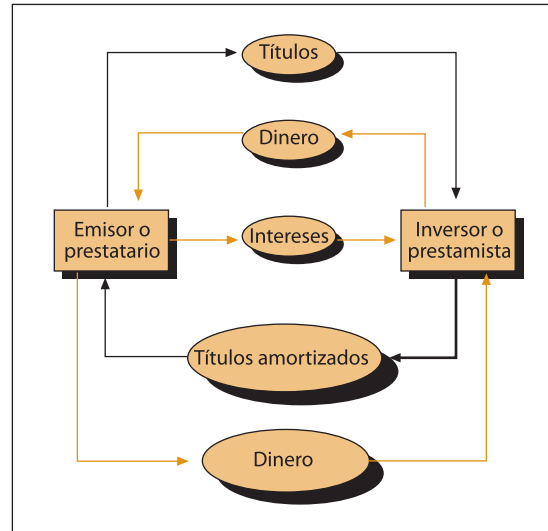 Títulos
Dinero
Emisor o
prestatario
Intereses
Inversor o
prestamista
Títulos amortizados
Dinero